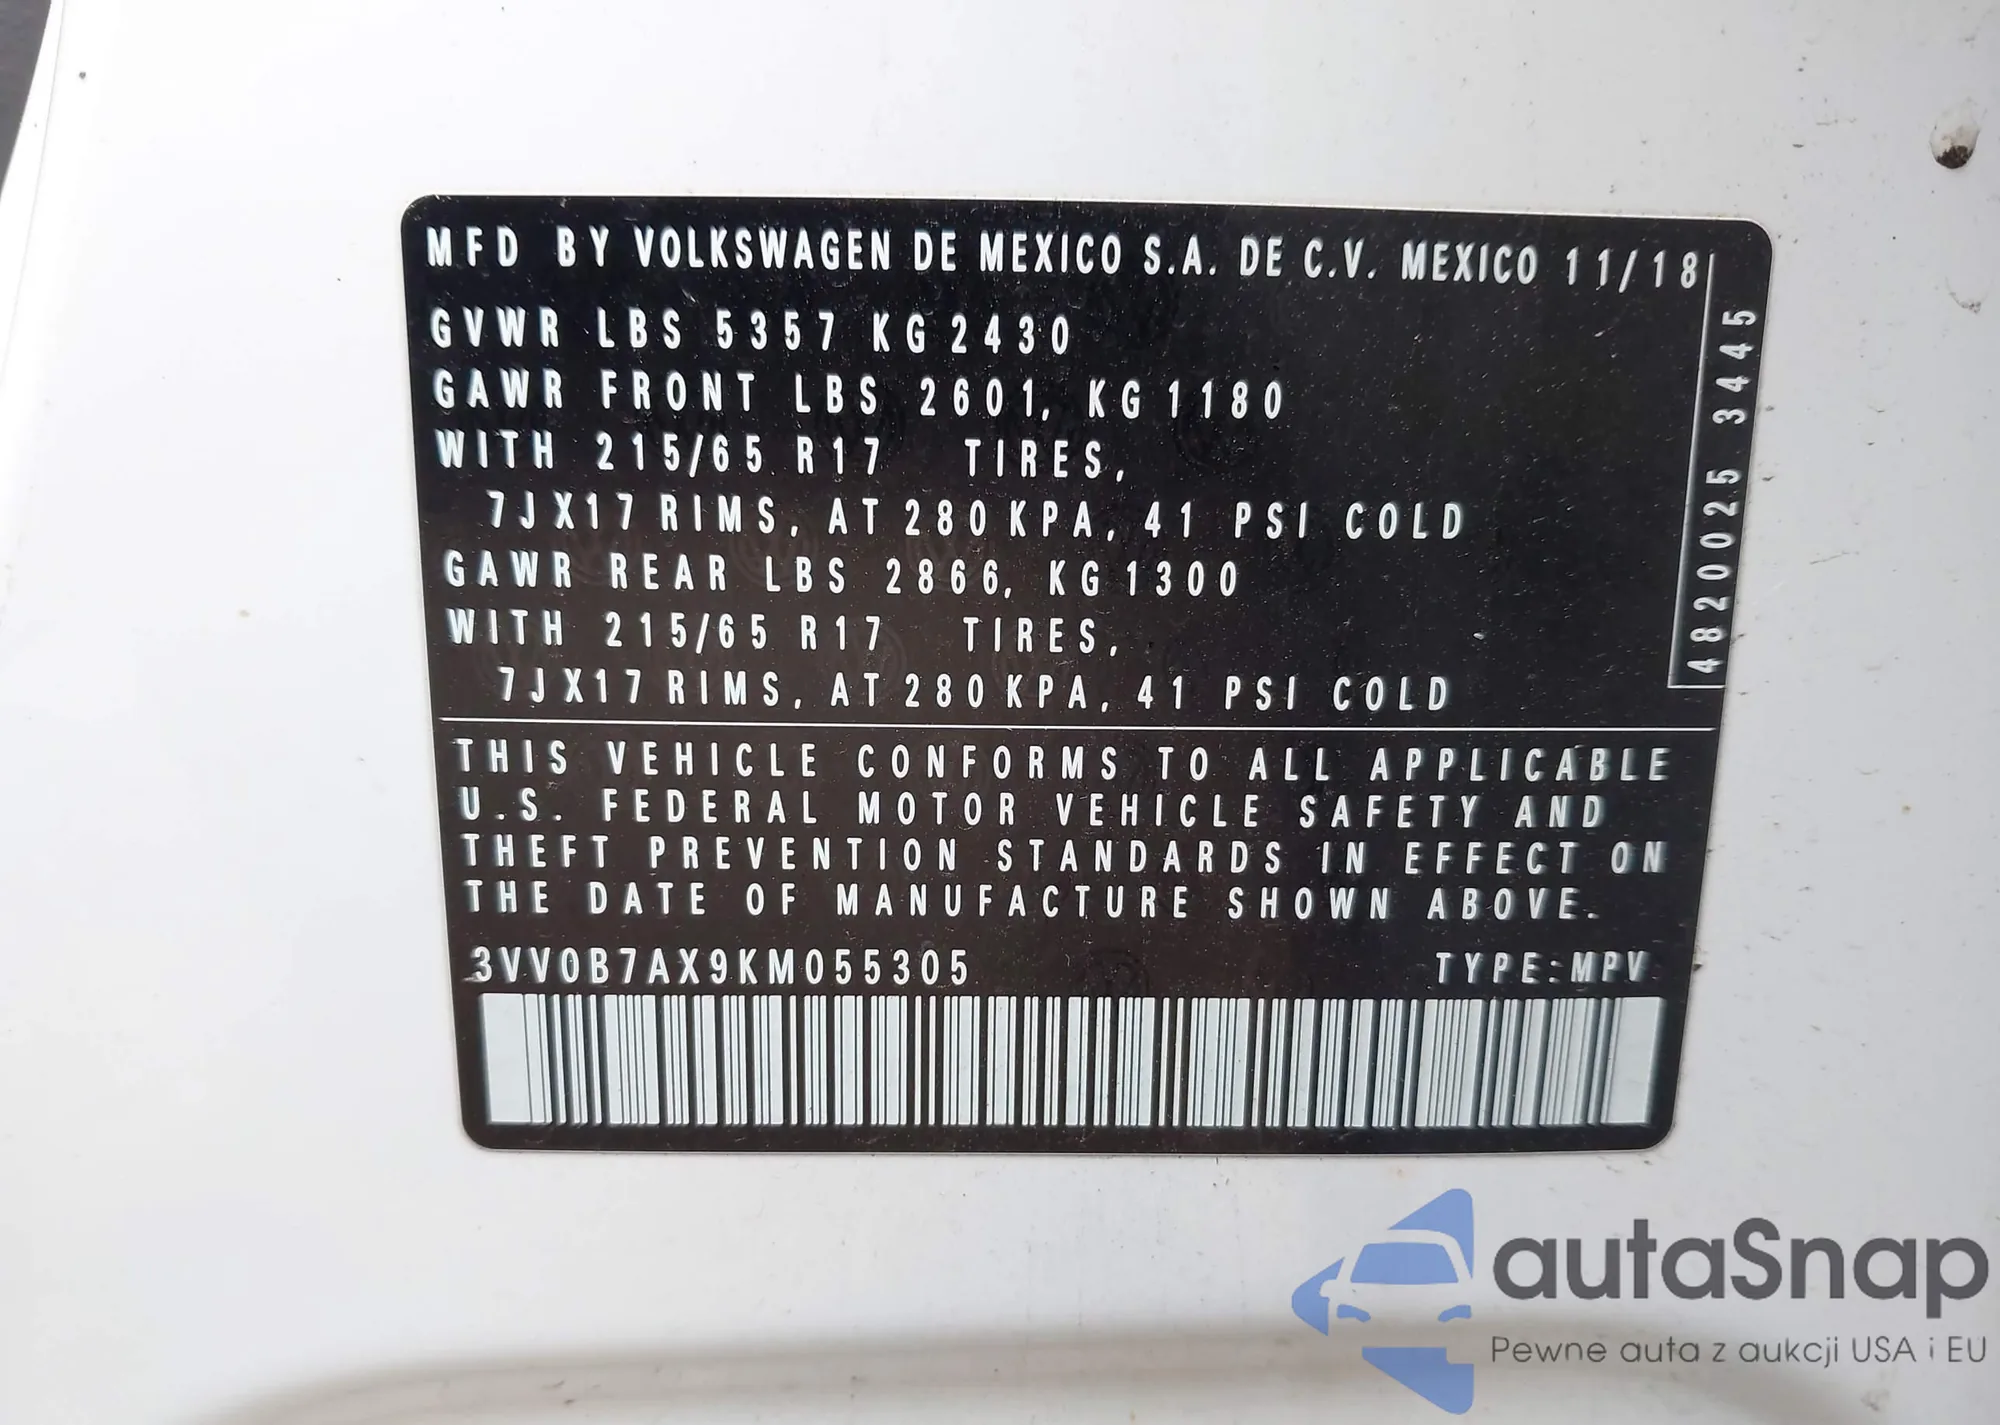 MFD BY VOLKSWAGEN DE MEXICO S.A. DE C.V. MEXICO 11/18
GVWR LBS 5357 KG 2430
GAWR FRONT LBS 2601, KG 1180
WITH 215/65 R17 TIRES,
7JX17 RIMS, AT 280 KPA, 41 PSI COLD
GAWR REAR LBS 2866, KG 1300
WITH 215/65 R17 TIRES,
7JX17 RIMS, AT 280 KPA, 41 PSI COLD
4820025 3445
THIS VEHICLE CONFORMS TO ALL APPLICABLE
U.S. FEDERAL MOTOR VEHICLE SAFETY AND
THEFT PREVENTION STANDARDS IN EFFECT ON
THE DATE OF MANUFACTURE SHOWN ABOVE.
3VV0B7AX9KM055305 TYPE:MPV
autaSnap
Pewne auta z aukcji USA i EU